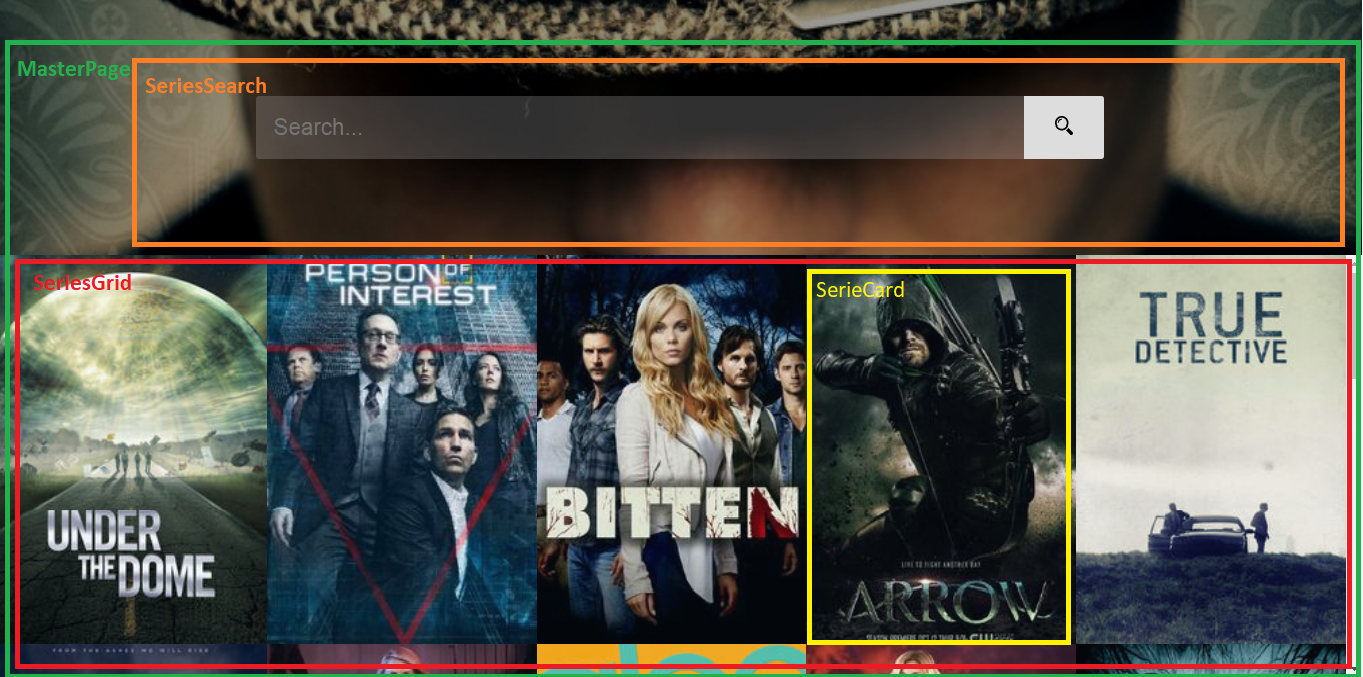 MasterPage
SeriesSearch
Search...
SeriesGrid
PERSON OF
INTEREST
SerieCard
TRUE
DETECTIVE
BITTEN
UNDER
THE DOME
LIVE TO FIGHT ANOTHER DAY
ARROW
FROM THE ASHES WE WILL RISE